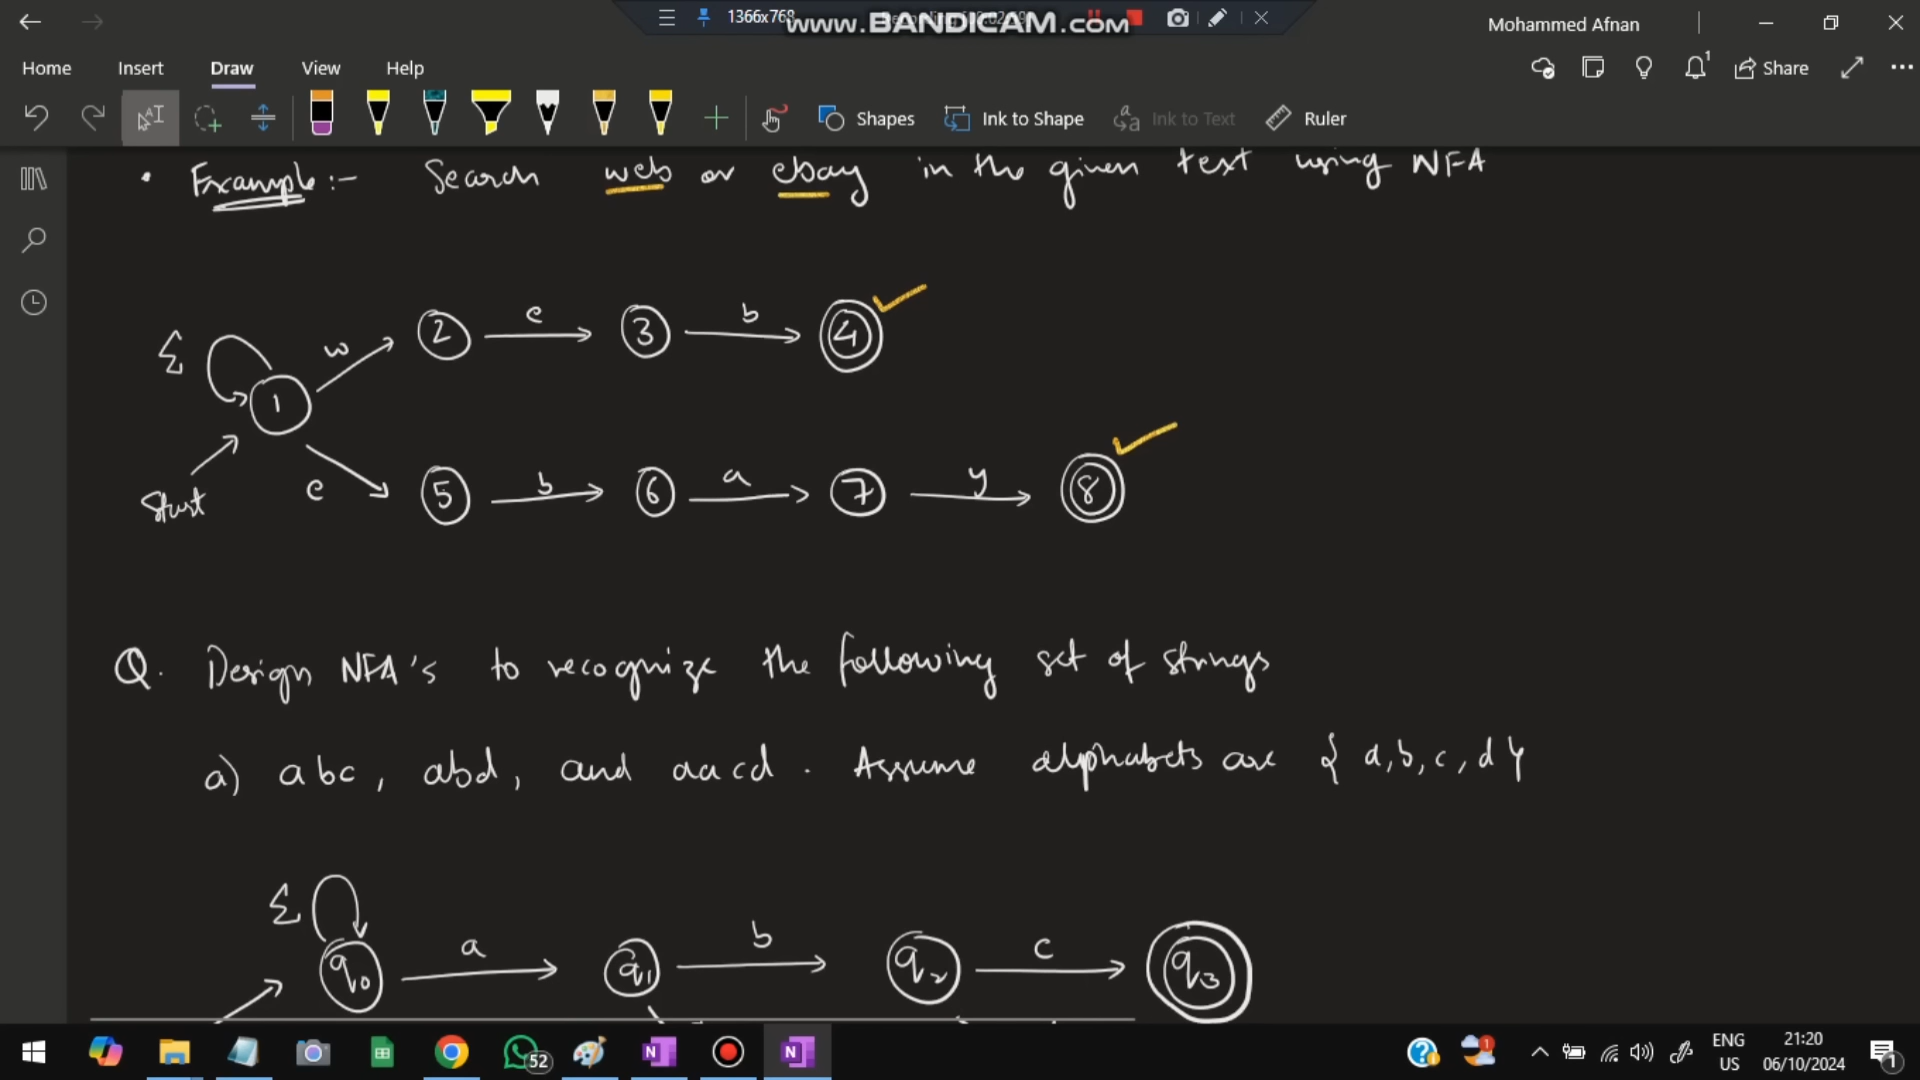 1366x768
www.BANDICAM.com
Mohammed Afnan
Home Insert Draw View Help
Share
Shapes Ink to Shape Ink to Text Ruler
• Example :- Search web or ebay in the given text using NFA
Σ w 2 e 3 b 4
1
Start e 5 b 6 a 7 y 8
Q. Design NFA's to recognize the following set of strings
a) abc, abd, and aacd. Assume alphabets are { a,b,c,d }
Σ
q0 a q1 b q2 c q3
52
ENG
US
21:20
06/10/2024